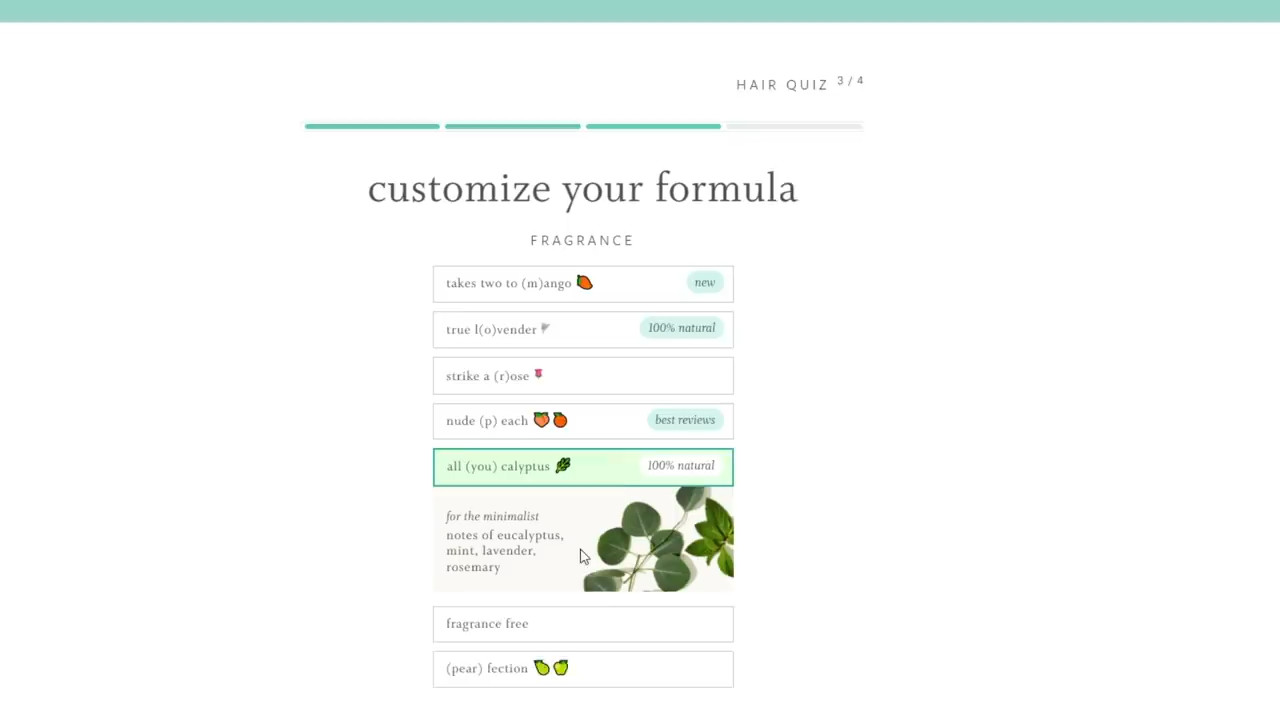 HAIR QUIZ 3/4
customize your formula
FRAGRANCE
takes two to (m)ango 🥭 new
true l(o)vender 100% natural
strike a (r)ose 🌷
nude (p) each 🍑🍊 best reviews
all (you) calyptus 🌿 100% natural
for the minimalist
notes of eucalyptus,
mint, lavender,
rosemary
fragrance free
(pear) fection 🍐🍏